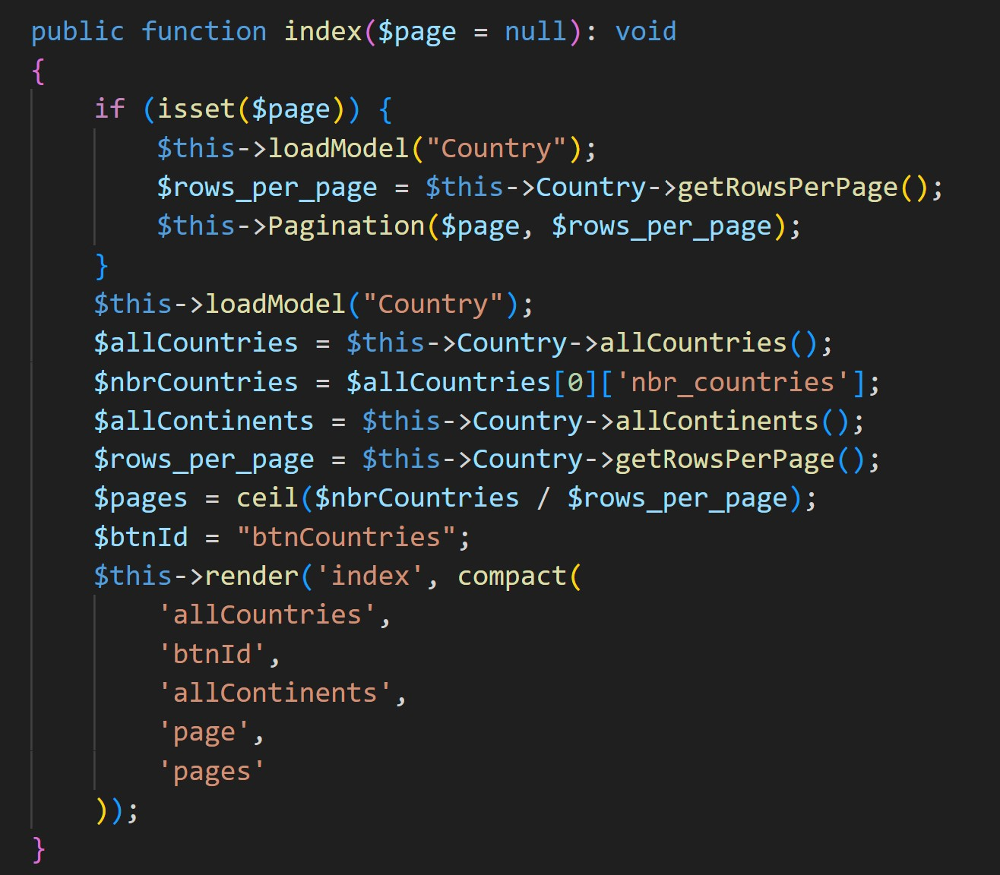 public function index($page = null): void
{
    if (isset($page)) {
        $this->loadModel("Country");
        $rows_per_page = $this->Country->getRowsPerPage();
        $this->Pagination($page, $rows_per_page);
    }
    $this->loadModel("Country");
    $allCountries = $this->Country->allCountries();
    $nbrCountries = $allCountries[0]['nbr_countries'];
    $allContinents = $this->Country->allContinents();
    $rows_per_page = $this->Country->getRowsPerPage();
    $pages = ceil($nbrCountries / $rows_per_page);
    $btnId = "btnCountries";
    $this->render('index', compact(
        'allCountries',
        'btnId',
        'allContinents',
        'page',
        'pages'
    ));
}